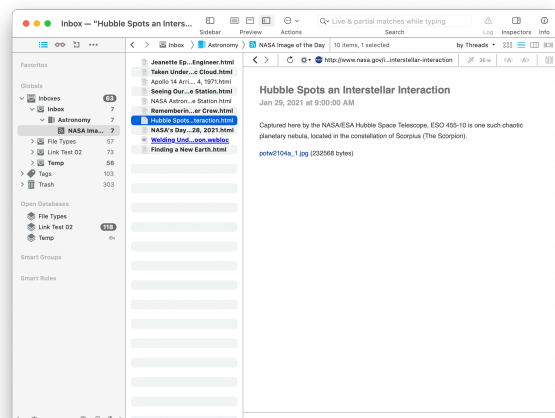 Inbox — "Hubble Spots an Inters...
Sidebar
Preview
Actions
Live & partial matches while typing
Search
Log
Inspectors
Info
Inbox
Astronomy
NASA Image of the Day
10 items, 1 selected
by Threads
Favorites
Globals
Inboxes 63
Inbox 7
Astronomy 7
NASA Ima... 7
File Types 57
Link Test 02 73
Temp 56
Tags 103
Trash 303
Open Databases
File Types
Link Test 02 118
Temp
Smart Groups
Smart Rules
Jeanette Ep...Engineer.html
Taken Under...c Cloud.html
Apollo 14 Arri.... 4, 1971.html
Seeing Our...e Station.html
NASA Astron...e Station.html
Rememberin...er Crew.html
Hubble Spots...teraction.html
NASA's Day...28, 2021.html
Welding Und...oon.webloc
Finding a New Earth.html
http://www.nasa.gov/i...interstellar-interaction
36 w
Hubble Spots an Interstellar Interaction
Jan 29, 2021 at 9:00:00 AM
Captured here by the NASA/ESA Hubble Space Telescope, ESO 455-10 is one such chaotic
planetary nebula, located in the constellation of Scorpius (The Scorpion).
potw2104a_1.jpg (232568 bytes)